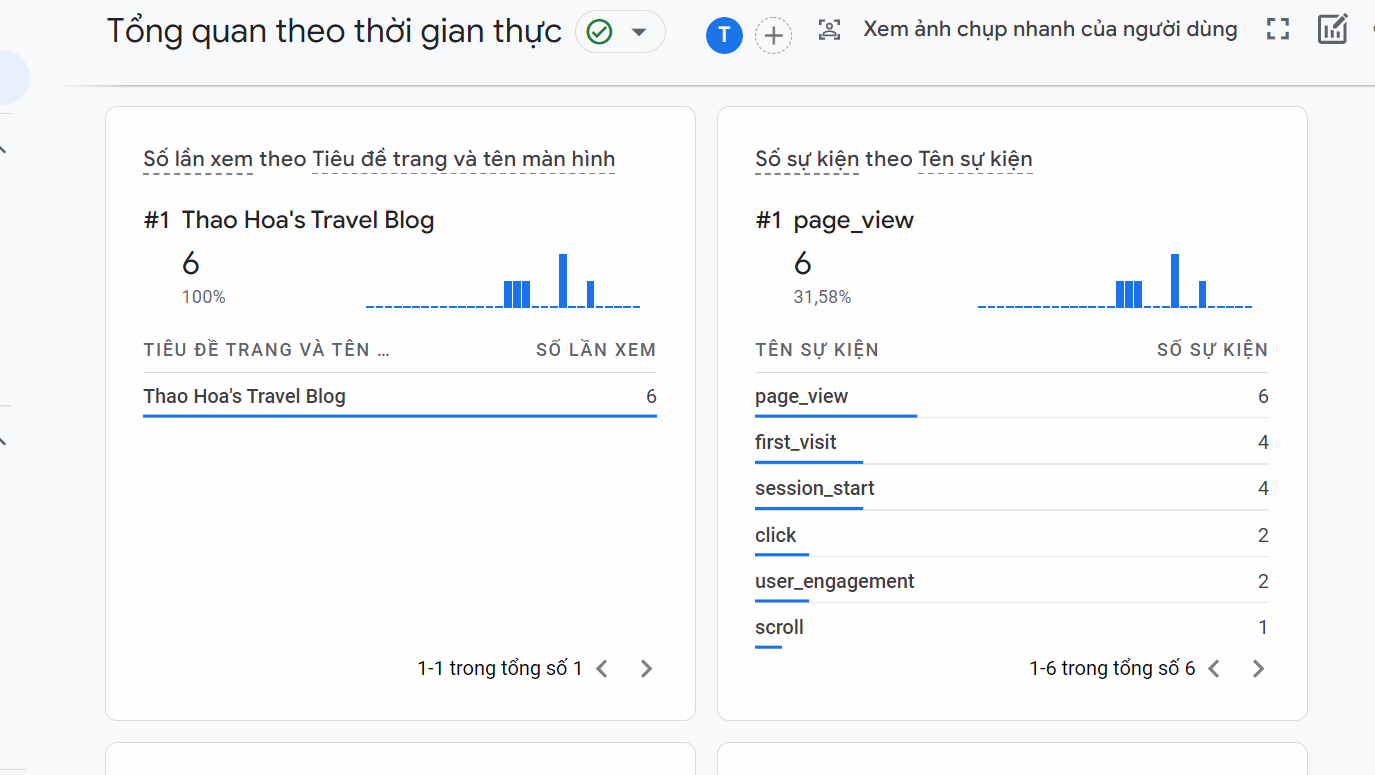 Tổng quan theo thời gian thực
T
Xem ảnh chụp nhanh của người dùng
Số lần xem theo Tiêu đề trang và tên màn hình
#1 Thao Hoa's Travel Blog
6
100%
TIÊU ĐỀ TRANG VÀ TÊN ... SỐ LẦN XEM
Thao Hoa's Travel Blog 6
1-1 trong tổng số 1
Số sự kiện theo Tên sự kiện
#1 page_view
6
31,58%
TÊN SỰ KIỆN SỐ SỰ KIỆN
page_view 6
first_visit 4
session_start 4
click 2
user_engagement 2
scroll 1
1-6 trong tổng số 6